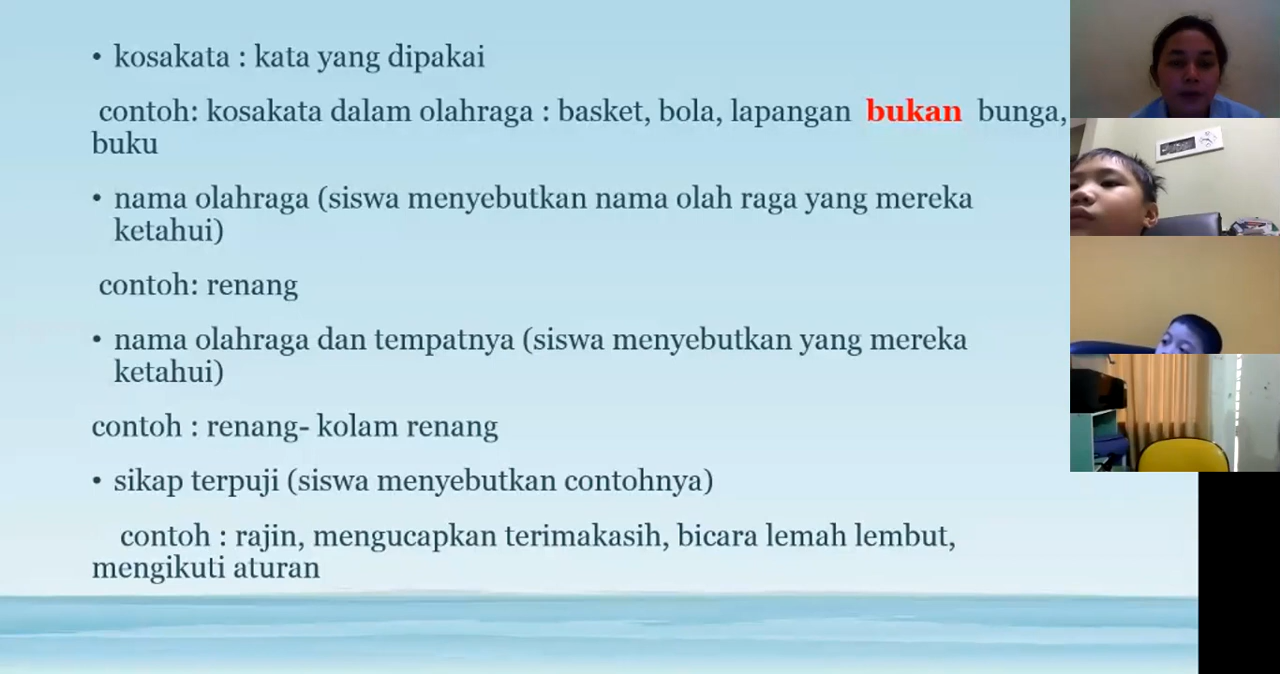 • kosakata : kata yang dipakai
contoh: kosakata dalam olahraga : basket, bola, lapangan bukan bunga,
buku
• nama olahraga (siswa menyebutkan nama olah raga yang mereka
ketahui)
contoh: renang
• nama olahraga dan tempatnya (siswa menyebutkan yang mereka
ketahui)
contoh : renang- kolam renang
• sikap terpuji (siswa menyebutkan contohnya)
contoh : rajin, mengucapkan terimakasih, bicara lemah lembut,
mengikuti aturan